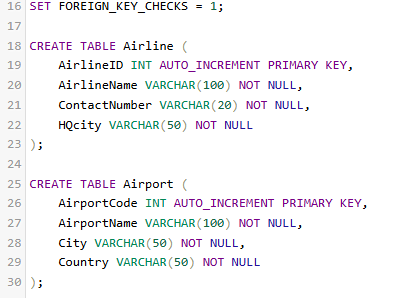 16 SET FOREIGN_KEY_CHECKS = 1;
17
18 CREATE TABLE Airline (
19     AirlineID INT AUTO_INCREMENT PRIMARY KEY,
20     AirlineName VARCHAR(100) NOT NULL,
21     ContactNumber VARCHAR(20) NOT NULL,
22     HQcity VARCHAR(50) NOT NULL
23 );
24
25 CREATE TABLE Airport (
26     AirportCode INT AUTO_INCREMENT PRIMARY KEY,
27     AirportName VARCHAR(100) NOT NULL,
28     City VARCHAR(50) NOT NULL,
29     Country VARCHAR(50) NOT NULL
30 );